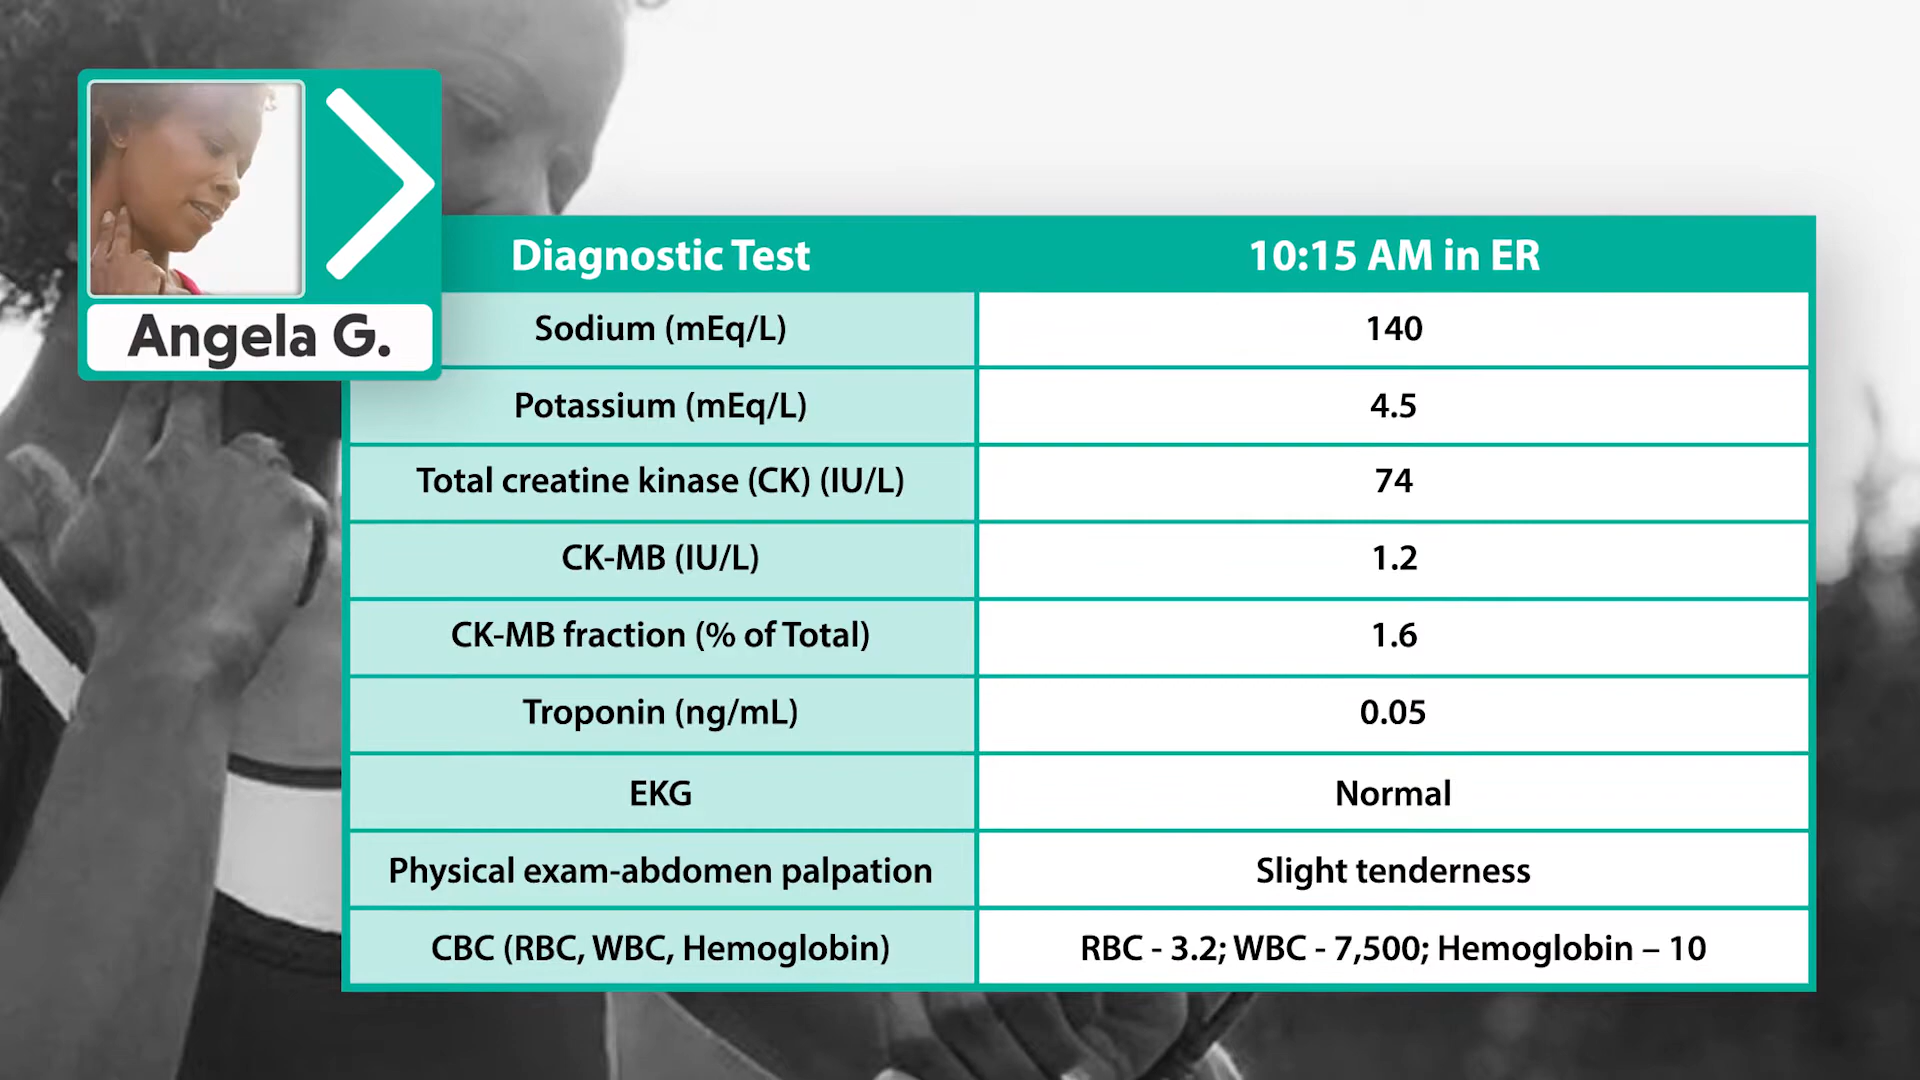 Angela G.
Diagnostic Test 10:15 AM in ER
Sodium (mEq/L) 140
Potassium (mEq/L) 4.5
Total creatine kinase (CK) (IU/L) 74
CK-MB (IU/L) 1.2
CK-MB fraction (% of Total) 1.6
Troponin (ng/mL) 0.05
EKG Normal
Physical exam-abdomen palpation Slight tenderness
CBC (RBC, WBC, Hemoglobin) RBC - 3.2; WBC - 7,500; Hemoglobin – 10